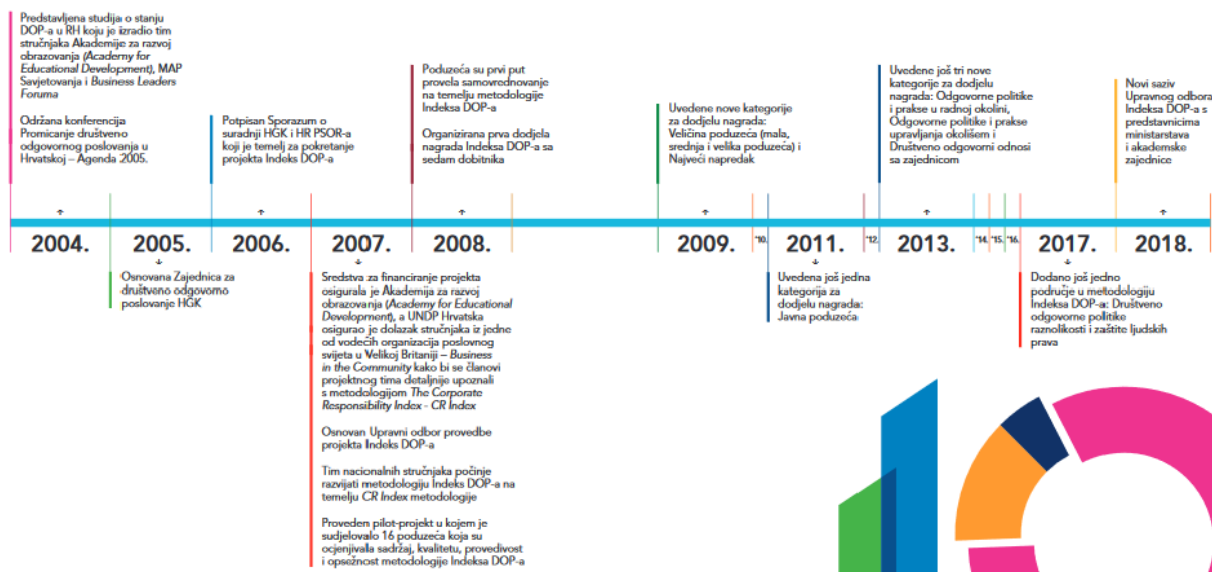 Predstavljena studija o stanju
DOP-a u RH koju je izradio tim
stručnjaka Akademije za razvoj
obrazovanja (Academy for
Educational Development), MAP
Savjetovanja i Business Leaders
Foruma
Održana konferencija
Promicanje društveno
odgovornog poslovanja u
Hrvatskoj – Agenda 2005.
Potpisan Sporazum o
suradnji HGK i HR PSOR-a
koji je temelj za pokretanje
projekta Indeks DOP-a
Poduzeća su prvi put
provela samovrednovanje
na temelju metodologije
Indeksa DOP-a
Organizirana prva dodjela
nagrada Indeksa DOP-a sa
sedam dobitnika
Uvedene nove kategorije
za dodjelu nagrada:
Veličina poduzeća (mala,
srednja i velika poduzeća) i
Najveći napredak
Uvedene još tri nove
kategorije za dodjelu
nagrada: Odgovorne politike
i prakse u radnoj okolini,
Odgovorne politike i prakse
upravljanja okolišem i
Društveno odgovorni odnosi
sa zajednicom
Novi saziv
Upravnog odbora
Indeksa DOP-a s
predstavnicima
ministarstava
i akademske
zajednice
2004.
2005.
2006.
2007.
2008.
2009.
'10.
2011.
'12.
2013.
'14.
'15.
'16.
2017.
2018.
Osnovana Zajednica za
društveno odgovorno
poslovanje HGK
Sredstva za financiranje projekta
osigurala je Akademija za razvoj
obrazovanja (Academy for Educational
Development), a UNDP Hrvatska
osigurao je dolazak stručnjaka iz jedne
od vodećih organizacija poslovnog
svijeta u Velikoj Britaniji – Business
in the Community kako bi se članovi
projektnog tima detaljnije upoznali
s metodologijom The Corporate
Responsibility Index - CR Index
Osnovan Upravni odbor provedbe
projekta Indeks DOP-a
Tim nacionalnih stručnjaka počinje
razvijati metodologiju Indeks DOP-a na
temelju CR Index metodologije
Proveden pilot-projekt u kojem je
sudjelovalo 16 poduzeća koja su
ocjenjivala sadržaj, kvalitetu, provedivost
i opsežnost metodologije Indeksa DOP-a
Uvedena još jedna
kategorija za
dodjelu nagrada:
Javna poduzeća
Dodano još jedno
područje u metodologiju
Indeksa DOP-a: Društveno
odgovorne politike
raznolikosti i zaštite ljudskih
prava